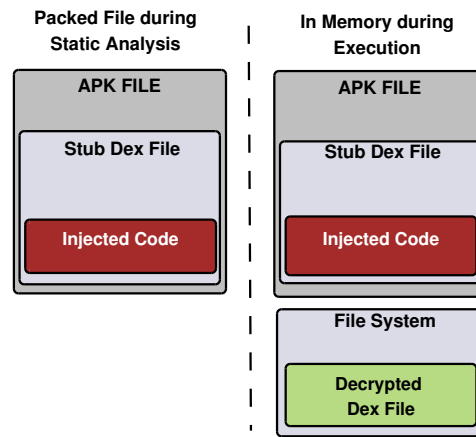 Packed File during
Static Analysis
APK FILE
Stub Dex File
Injected Code
In Memory during
Execution
APK FILE
Stub Dex File
Injected Code
File System
Decrypted
Dex File